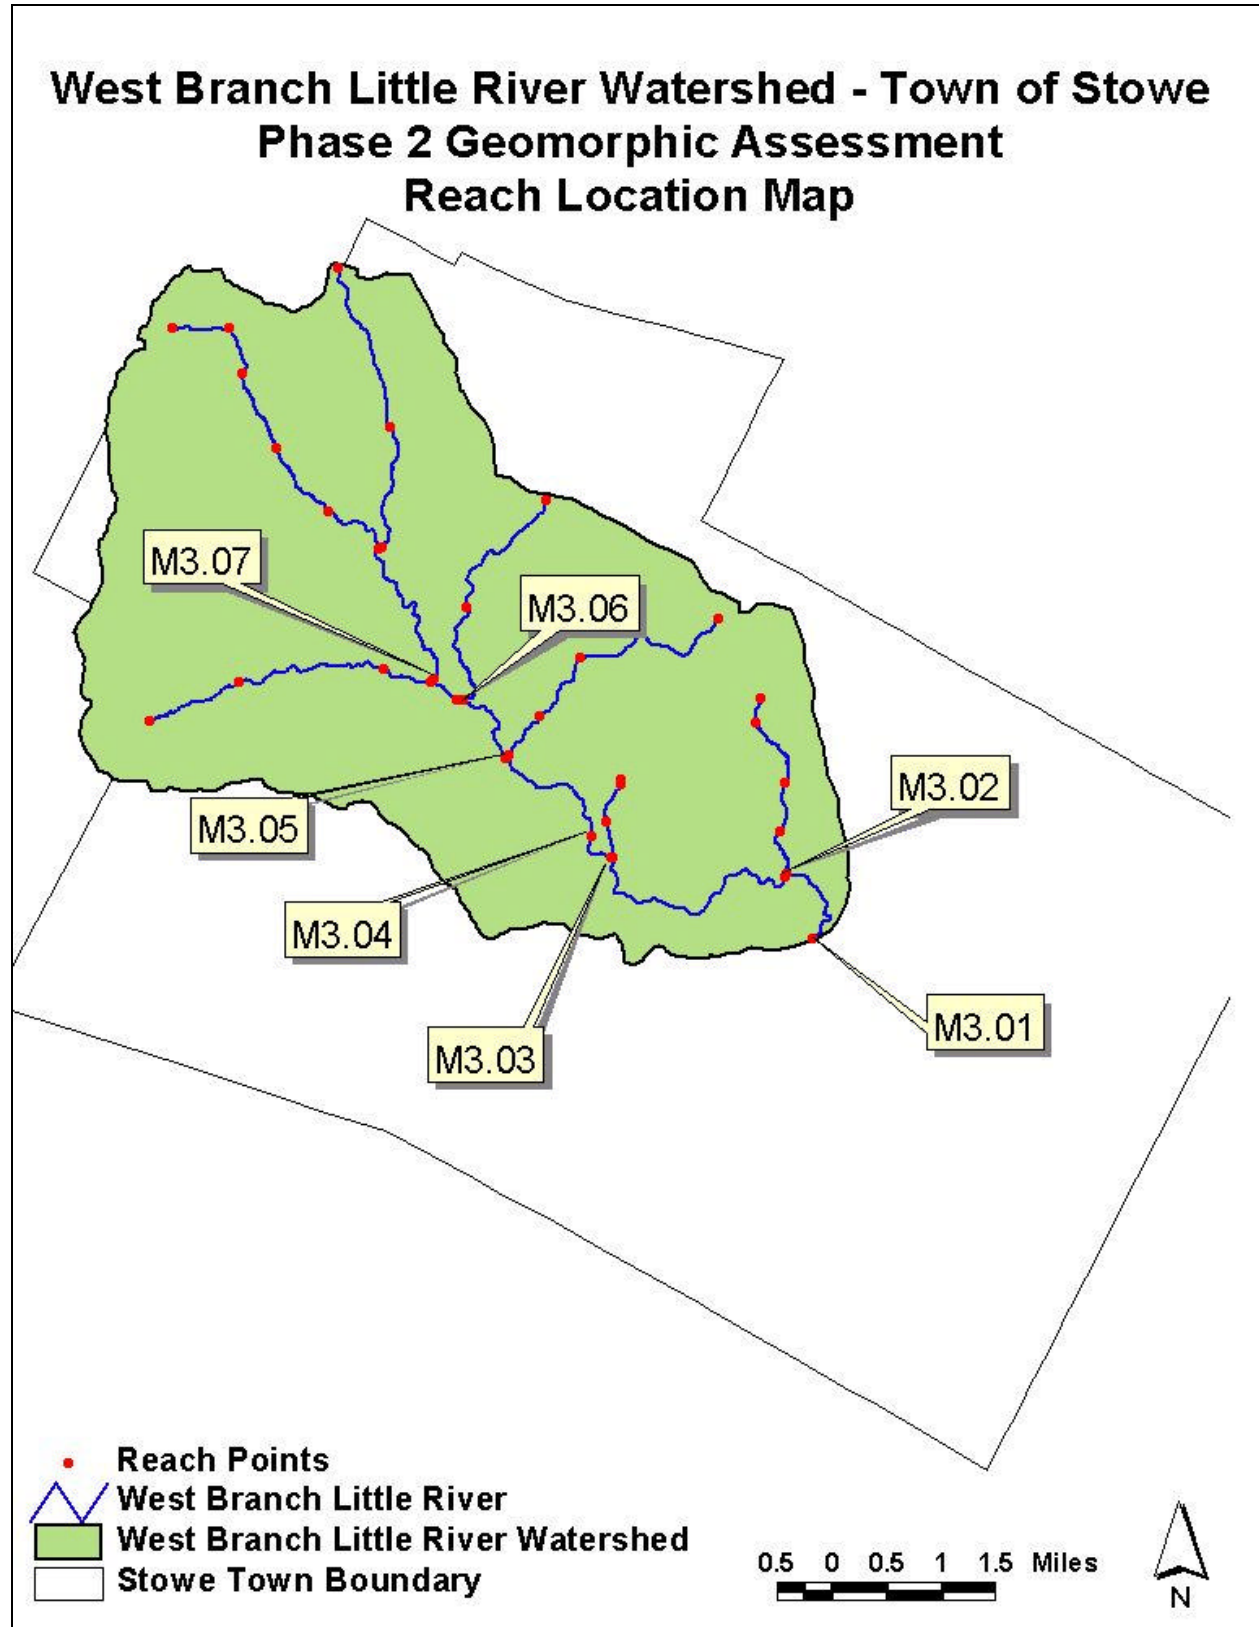 West Branch Little River Watershed - Town of Stowe
Phase 2 Geomorphic Assessment
Reach Location Map
M3.07
M3.06
M3.02
M3.05
M3.04
M3.01
M3.03
Reach Points
West Branch Little River
West Branch Little River Watershed
Stowe Town Boundary
0.5 0 0.5 1 1.5 Miles
N